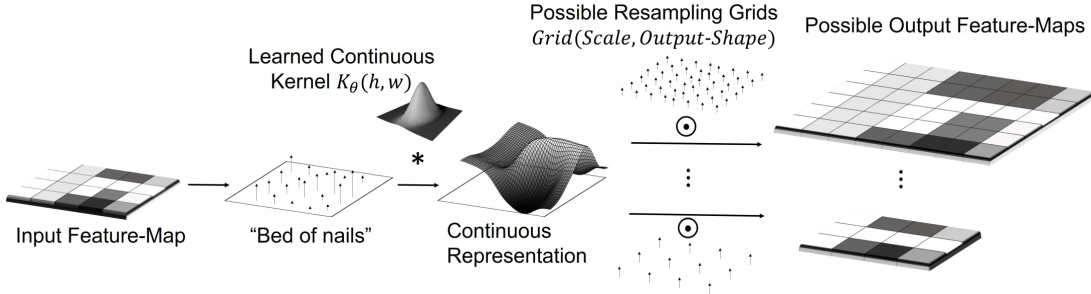 Possible Resampling Grids
Grid(Scale, Output-Shape)
Possible Output Feature-Maps
Learned Continuous
Kernel K_θ(h, w)
*
Input Feature-Map
“Bed of nails”
Continuous
Representation